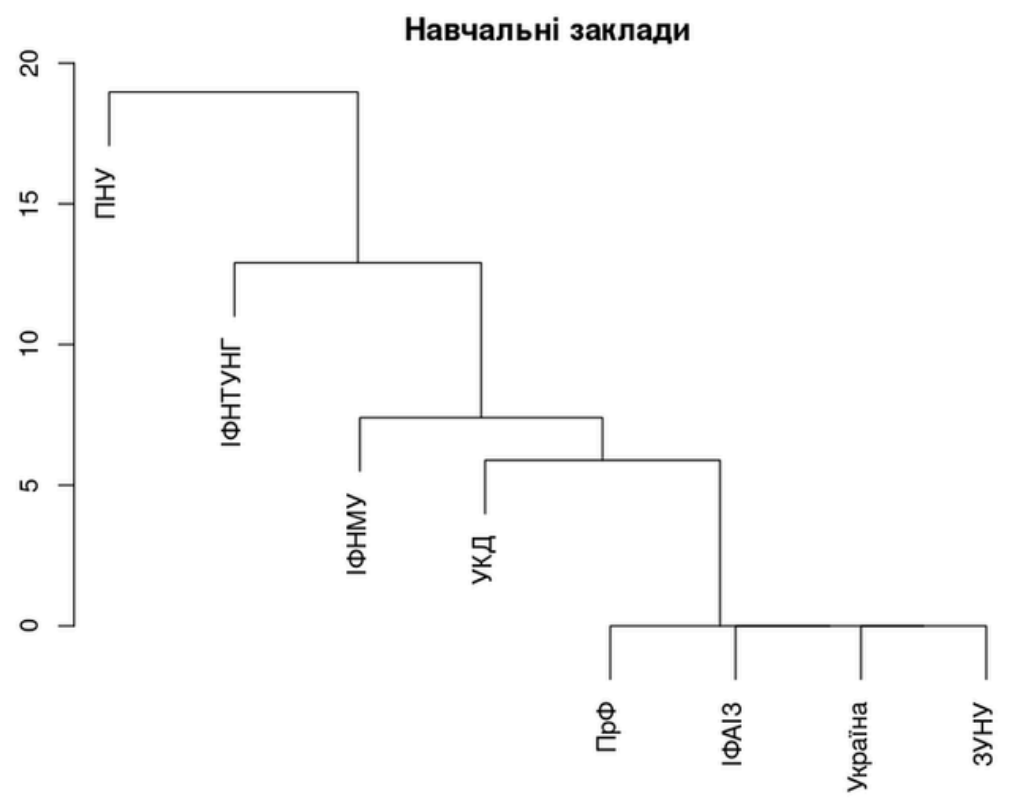 Навчальні заклади
20
15
10
5
0
ПНУ
ІФНТУНГ
ІФНМУ
УКД
ПрФ
ІФАІЗ
Україна
ЗУНУ